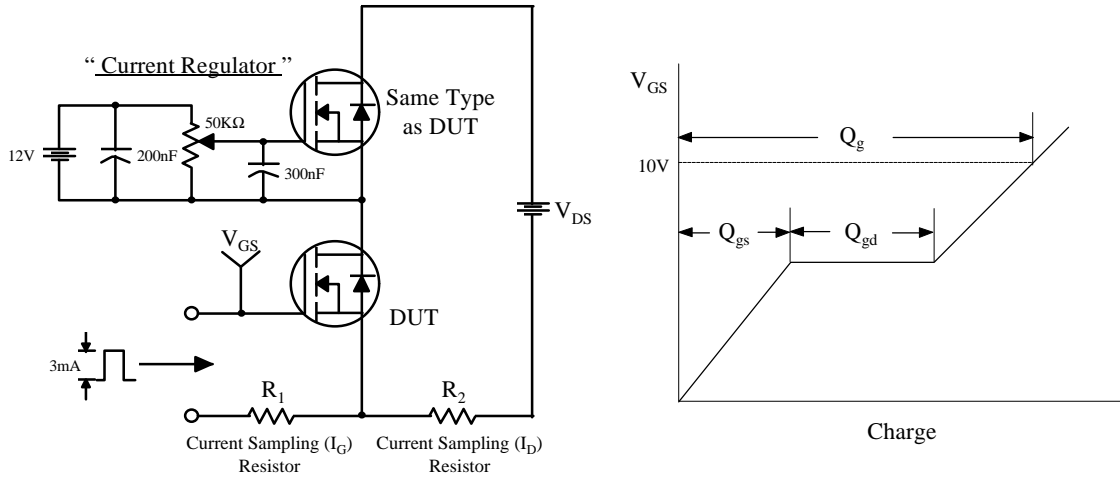 “ Current Regulator ”
Same Type
as DUT
50KΩ
12V
200nF
300nF
V_DS
V_GS
DUT
3mA
R_1
R_2
Current Sampling (I_G)
Resistor
Current Sampling (I_D)
Resistor
V_GS
Q_g
10V
Q_gs
Q_gd
Charge